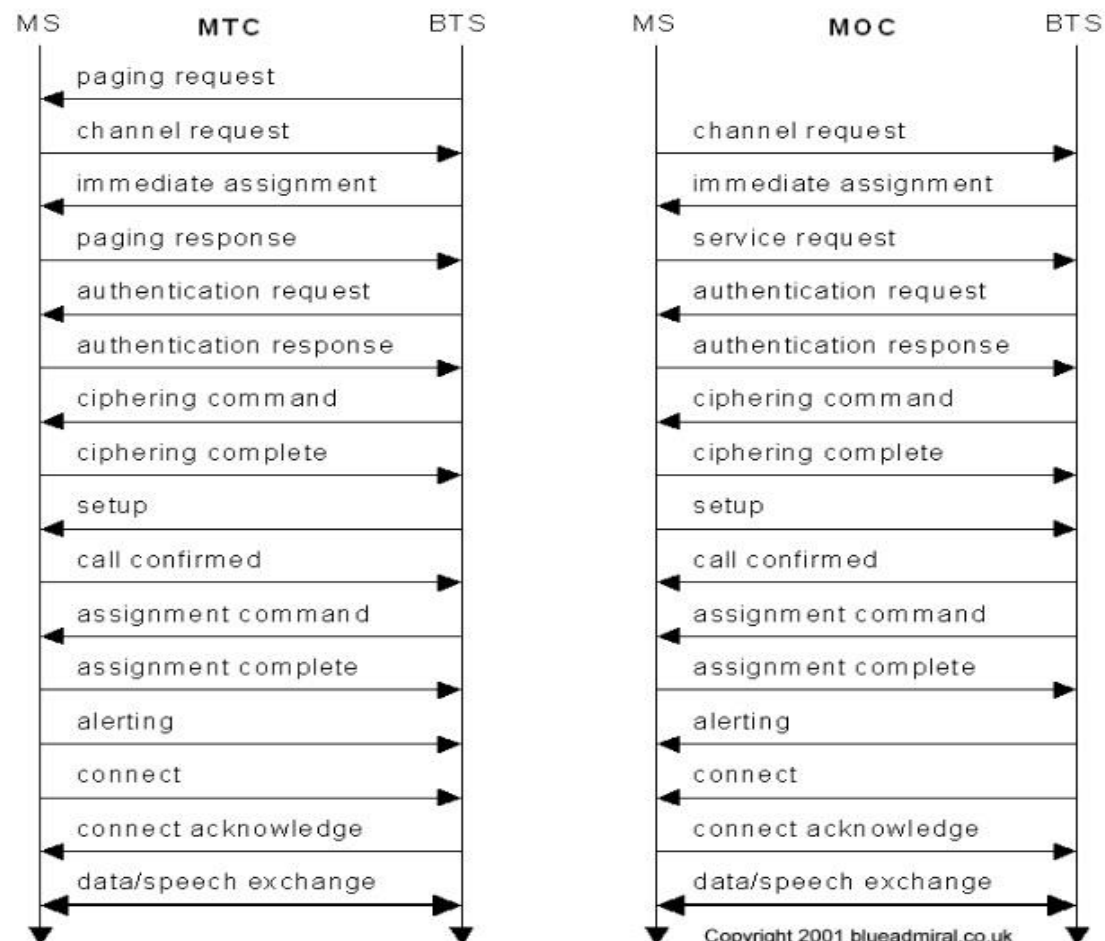 MS MTC BTS
paging request
channel request
immediate assignment
paging response
authentication request
authentication response
ciphering command
ciphering complete
setup
call confirmed
assignment command
assignment complete
alerting
connect
connect acknowledge
data/speech exchange
MS MOC BTS
channel request
immediate assignment
service request
authentication request
authentication response
ciphering command
ciphering complete
setup
call confirmed
assignment command
assignment complete
alerting
connect
connect acknowledge
data/speech exchange
Copyright 2001 blueadmiral.co.uk